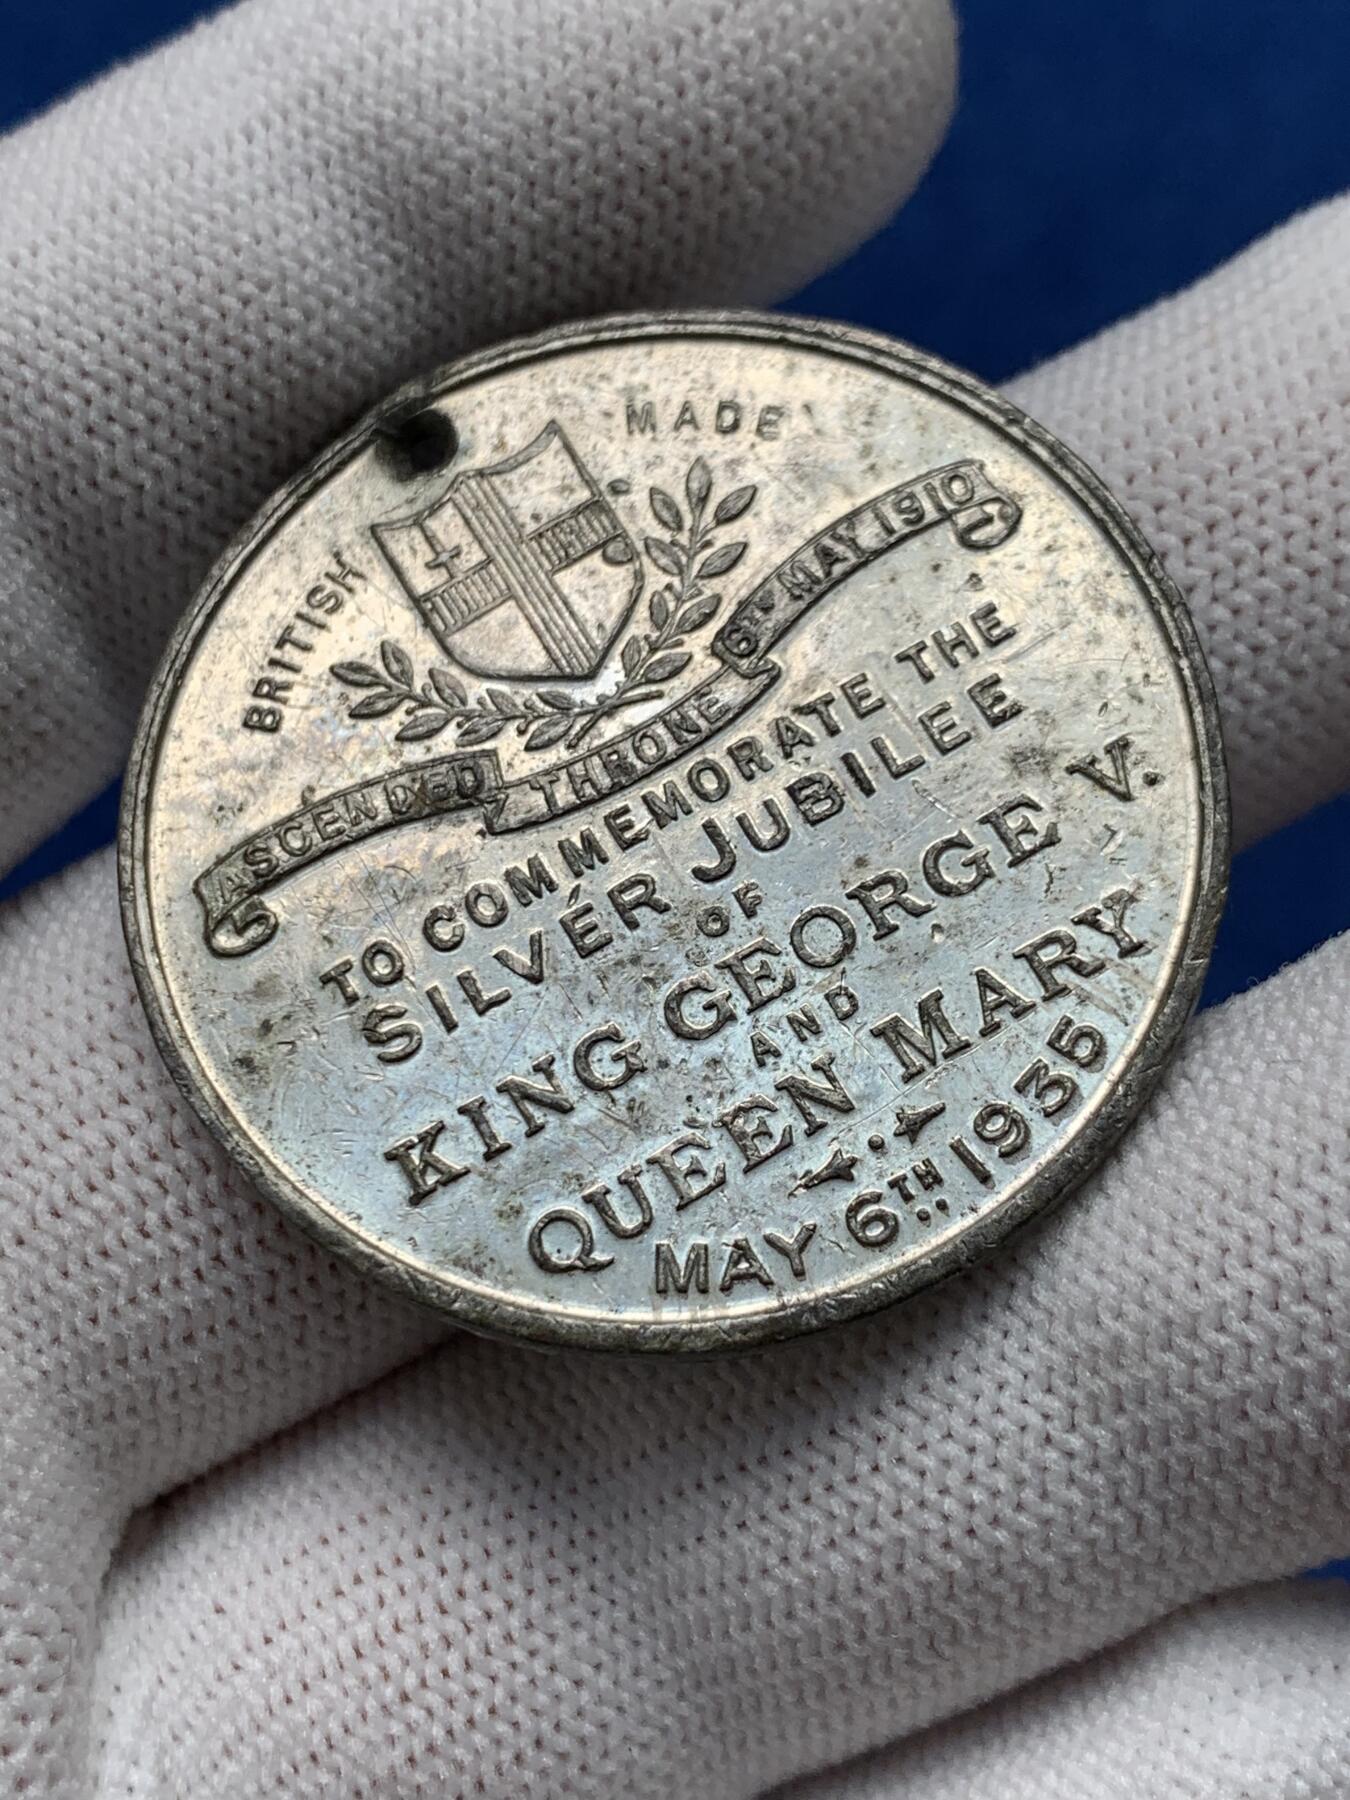 BRITISH MADE
ASCENDED THRONE 6TH MAY 1910
TO COMMEMORATE THE
SILVER JUBILEE
OF
KING GEORGE V.
AND
QUEEN MARY
MAY 6TH 1935